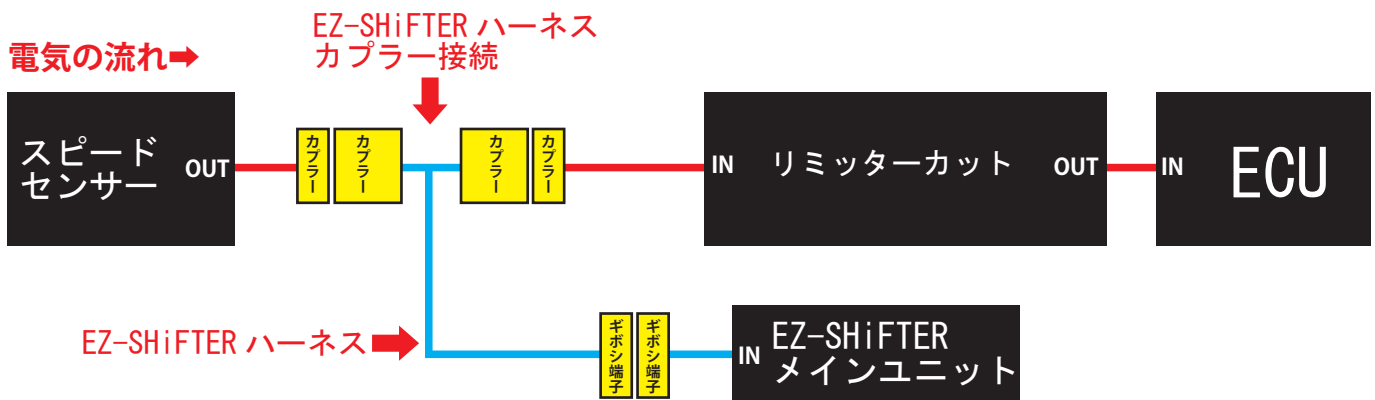 EZ-SHiFTER ハーネス
カプラー接続
電気の流れ➡
スピード
センサー
OUT
カプラー
カプラー
カプラー
カプラー
IN
リミッターカット
OUT
IN
ECU
EZ-SHiFTER ハーネス
ギボシ端子
ギボシ端子
IN
EZ-SHiFTER
メインユニット